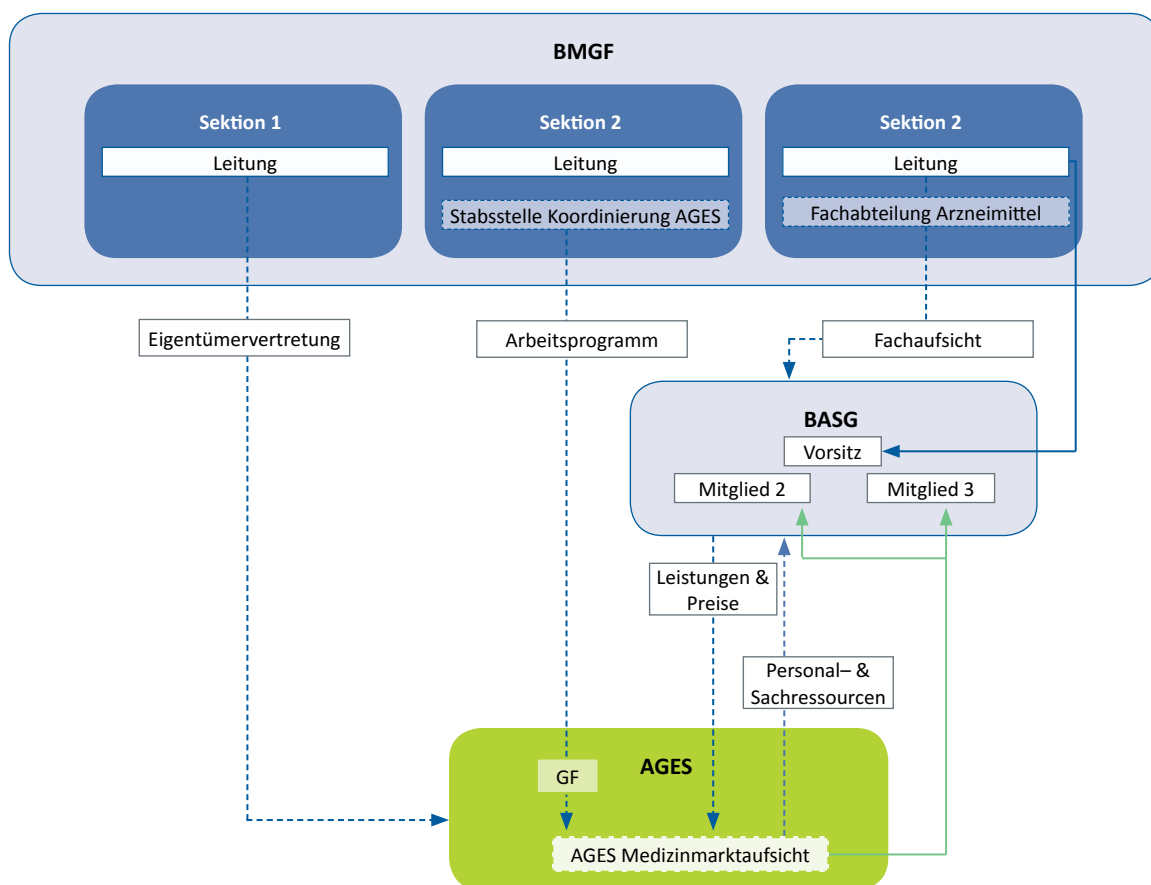 BMGF
Sektion 1
Leitung
Sektion 2
Leitung
Stabsstelle Koordinierung AGES
Sektion 2
Leitung
Fachabteilung Arzneimittel
Eigentümervertretung
Arbeitsprogramm
Fachaufsicht
BASG
Vorsitz
Mitglied 2
Mitglied 3
Leistungen &
Preise
Personal– &
Sachressourcen
AGES
GF
AGES Medizinmarktaufsicht